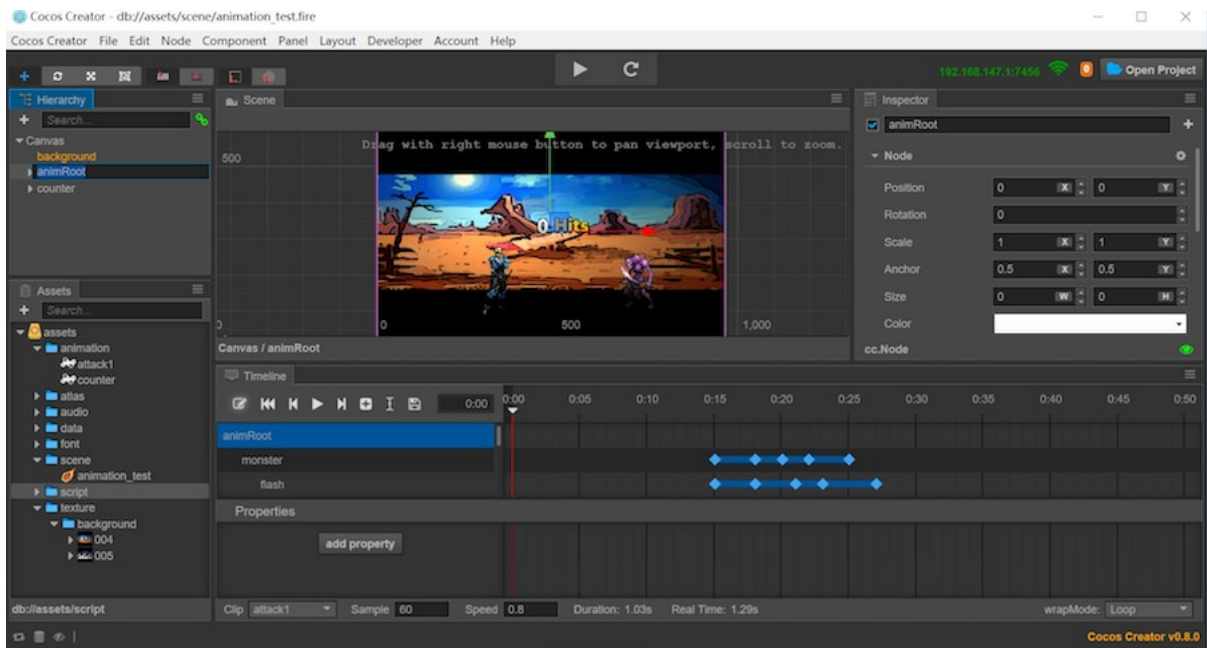 Cocos Creator - db://assets/scene/animation_test.fire
Cocos Creator File Edit Node Component Panel Layout Developer Account Help
192.168.147.1:7456 0 Open Project
Hierarchy
Search...
Canvas
background
animRoot
counter
Assets
Search...
assets
animation
attack1
counter
atlas
audio
data
font
scene
animation_test
script
texture
background
004
005
db://assets/script
Scene
Drag with right mouse button to pan viewport, scroll to zoom.
500
0 Hits
0 0 500 1,000
Canvas / animRoot
Inspector
animRoot
Node
Position 0 X 0 Y
Rotation 0
Scale 1 X 1 Y
Anchor 0.5 X 0.5 Y
Size 0 W 0 H
Color
cc.Node
Timeline
0:00 0:00 0:05 0:10 0:15 0:20 0:25 0:30 0:35 0:40 0:45 0:50
animRoot
monster
flash
Properties
add property
Clip attack1 Sample 60 Speed 0.8 Duration: 1.03s Real Time: 1.29s wrapMode: Loop
Cocos Creator v0.8.0